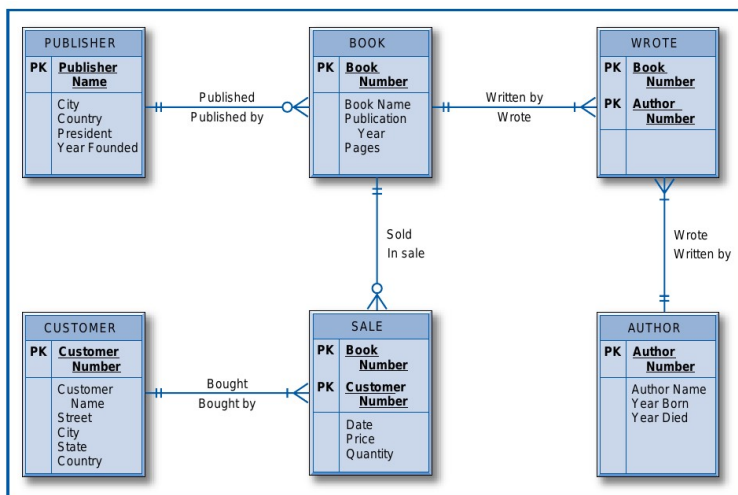 PUBLISHER
PK Publisher
Name
City
Country
President
Year Founded
Published
Published by
BOOK
PK Book
Number
Book Name
Publication
Year
Pages
Written by
Wrote
WROTE
PK Book
Number
PK Author
Number
Sold
In sale
Wrote
Written by
CUSTOMER
PK Customer
Number
Customer
Name
Street
City
State
Country
Bought
Bought by
SALE
PK Book
Number
PK Customer
Number
Date
Price
Quantity
AUTHOR
PK Author
Number
Author Name
Year Born
Year Died